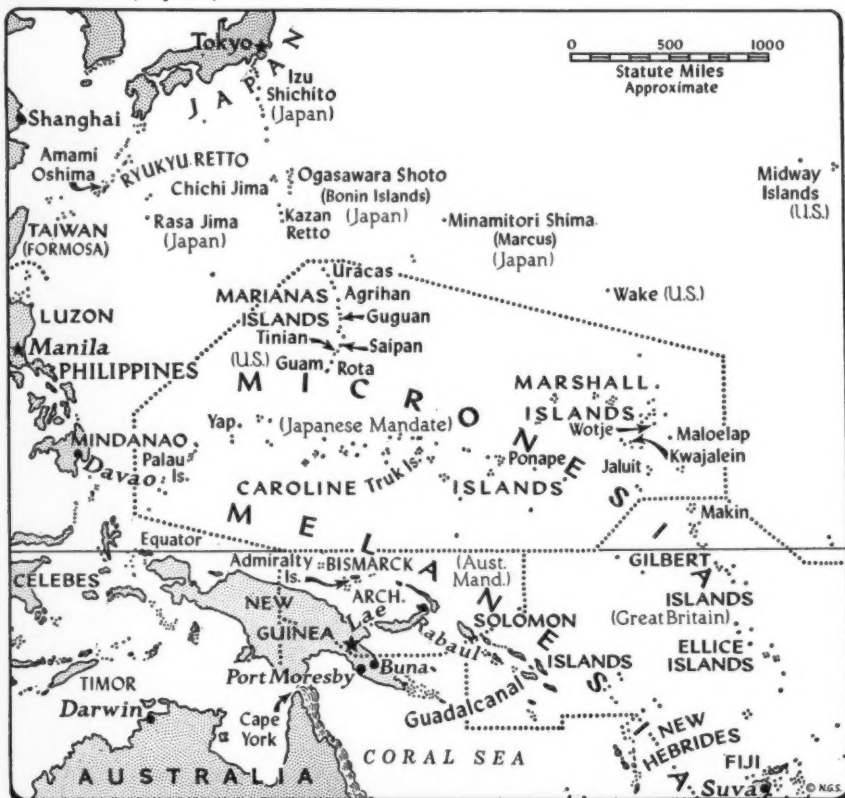 Tokyo
JAPAN
Izu
Shichito
(Japan)
0 500 1000
Statute Miles
Approximate
Shanghai
Amami
Oshima
RYUKYU RETTO
Chichi Jima
Ogasawara Shoto
(Bonin Islands)
(Japan)
Midway
Islands
(U.S.)
TAIWAN
(FORMOSA)
Rasa Jima
(Japan)
Kazan
Retto
Minamitori Shima
(Marcus)
(Japan)
Uracas
MARIANAS
ISLANDS
Agrihan
Guguan
Wake (U.S.)
LUZON
Manila
PHILIPPINES
Tinian
Saipan
(U.S.)
Guam
Rota
MICRONESIA
MARSHALL
ISLANDS
Wotje
Maloelap
Kwajalein
Yap
(Japanese Mandate)
MINDANAO
Davao
Palau
Is.
Ponape
Jaluit
CAROLINE
Truk Is.
ISLANDS
MELANESIA
Makin
Equator
Admiralty
Is.
BISMARCK
ARCH.
(Aust.
Mand.)
GILBERT
ISLANDS
(Great Britain)
CELEBES
NEW
GUINEA
Lae
Rabaul
SOLOMON
ISLANDS
ELLICE
ISLANDS
TIMOR
Darwin
Port Moresby
Buna
Guadalcanal
Cape
York
CORAL SEA
NEW
HEBRIDES
FIJI
Suva
AUSTRALIA
© N.G.S.